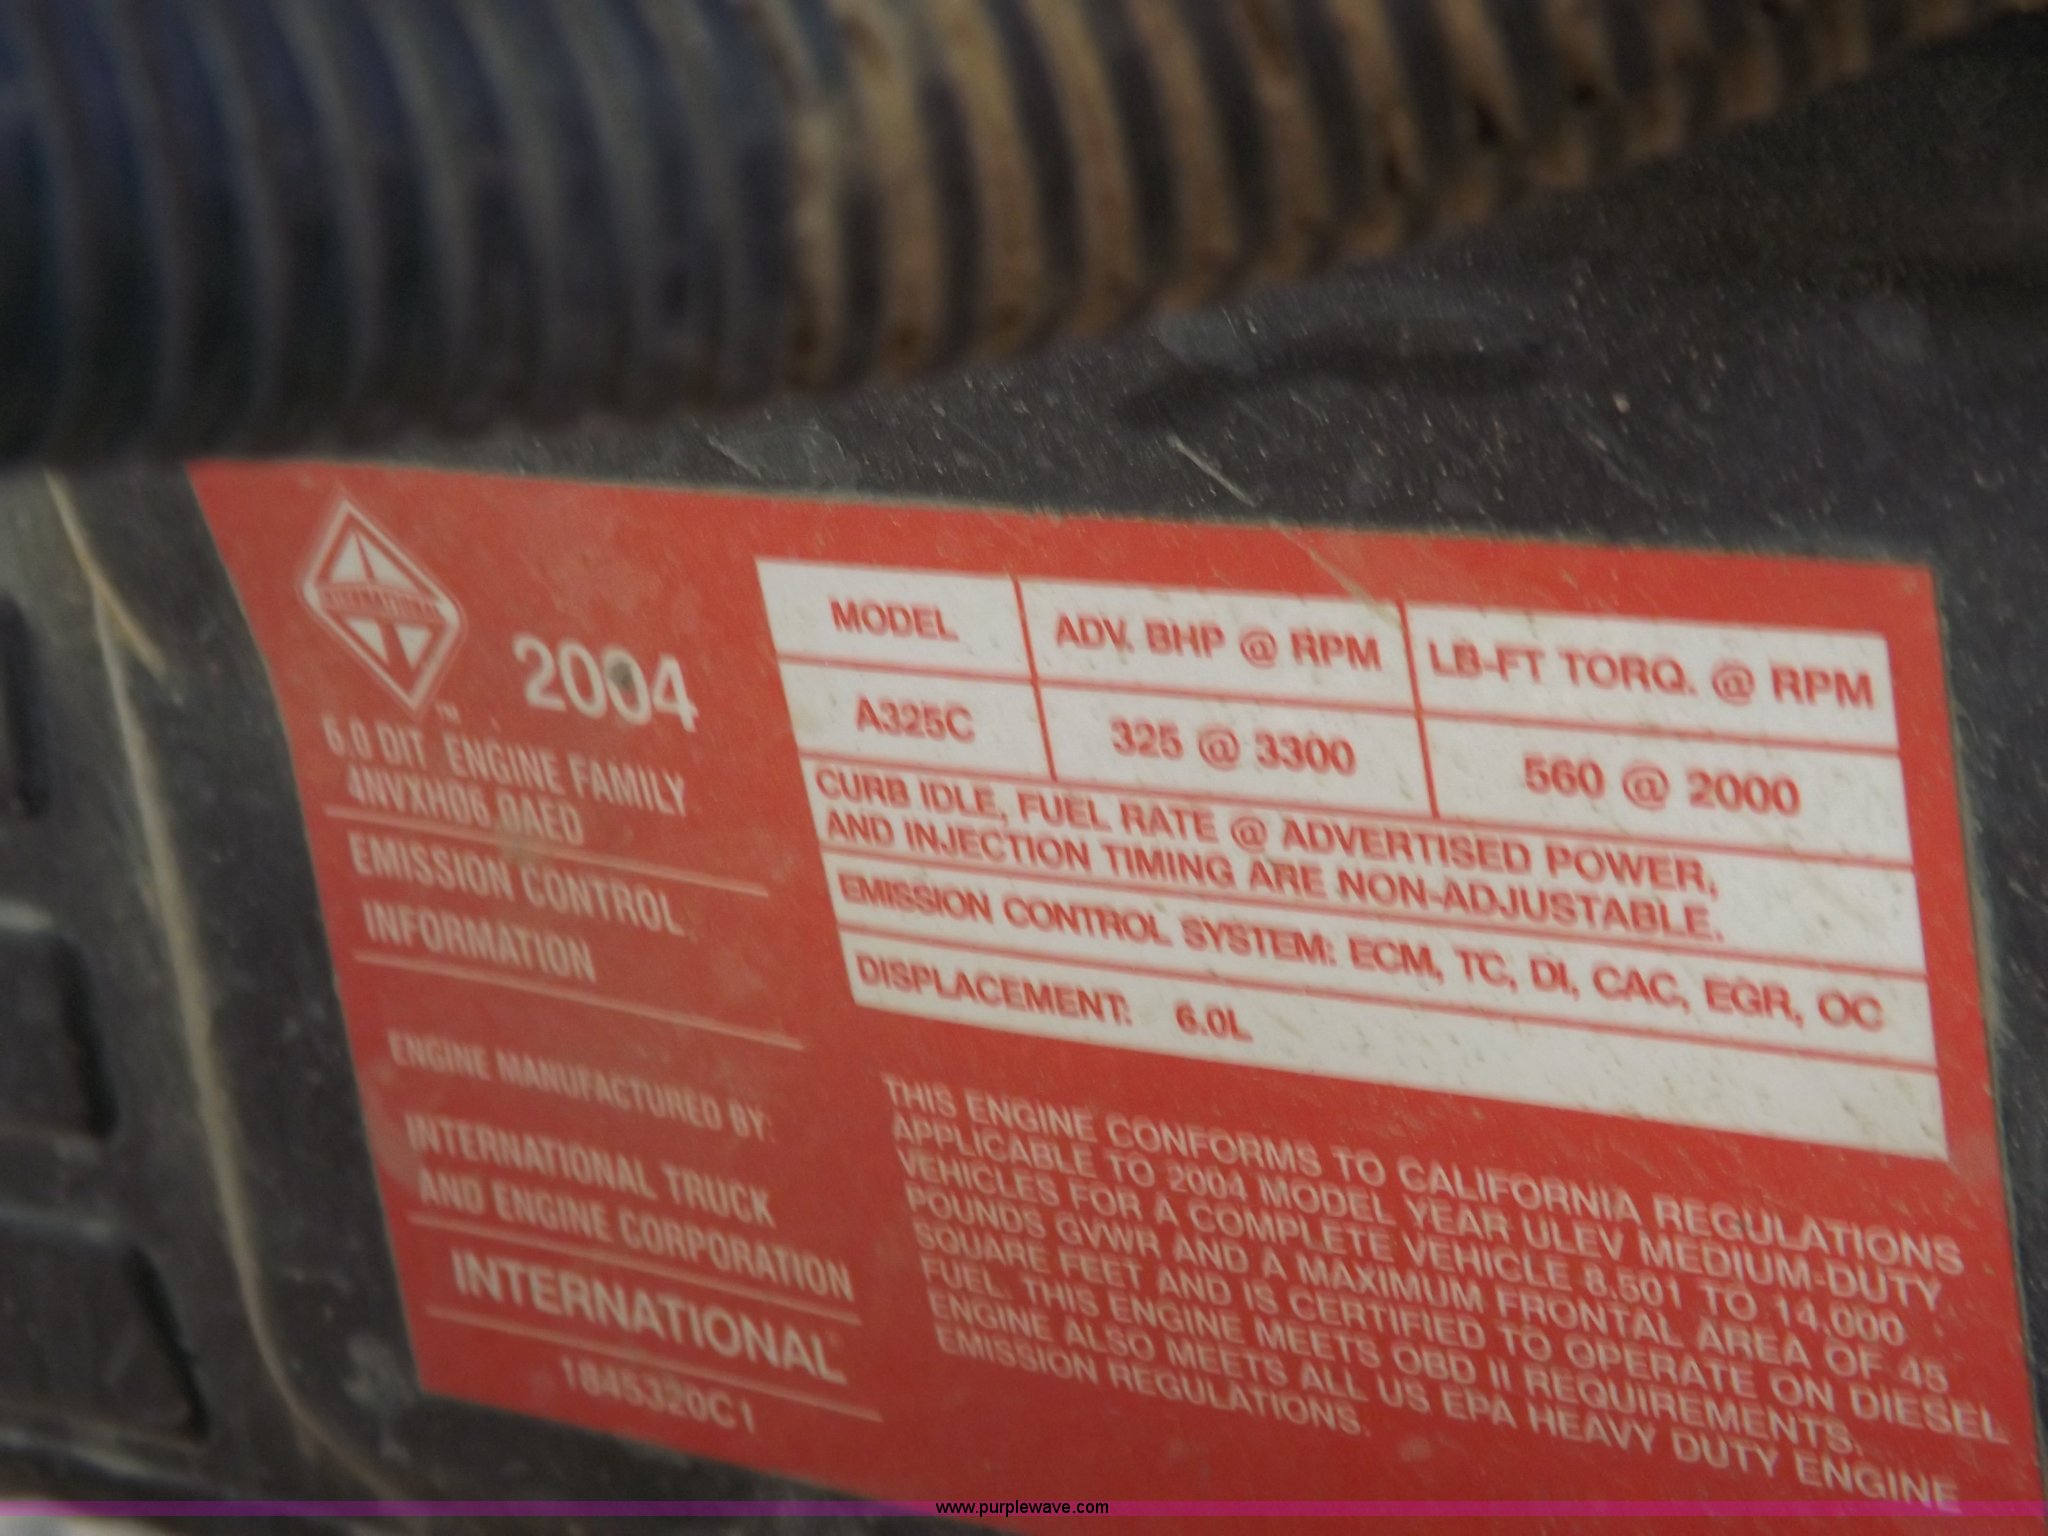 INTERNATIONAL
2004
6.0 DIT ENGINE FAMILY
4NVXH06.0AED
EMISSION CONTROL
INFORMATION
ENGINE MANUFACTURED BY:
INTERNATIONAL TRUCK
AND ENGINE CORPORATION
INTERNATIONAL
1845320C1
MODEL ADV. BHP @ RPM LB-FT TORQ. @ RPM
A325C 325 @ 3300 560 @ 2000
CURB IDLE, FUEL RATE @ ADVERTISED POWER,
AND INJECTION TIMING ARE NON-ADJUSTABLE.
EMISSION CONTROL SYSTEM: ECM, TC, DI, CAC, EGR, OC
DISPLACEMENT: 6.0L
THIS ENGINE CONFORMS TO CALIFORNIA REGULATIONS
APPLICABLE TO 2004 MODEL YEAR ULEV MEDIUM-DUTY
VEHICLES FOR A COMPLETE VEHICLE 8,501 TO 14,000
POUNDS GVWR AND A MAXIMUM FRONTAL AREA OF 45
SQUARE FEET AND IS CERTIFIED TO OPERATE ON DIESEL
FUEL. THIS ENGINE MEETS OBD II REQUIREMENTS.
ENGINE ALSO MEETS ALL US EPA HEAVY DUTY ENGINE
EMISSION REGULATIONS.
www.purplewave.com